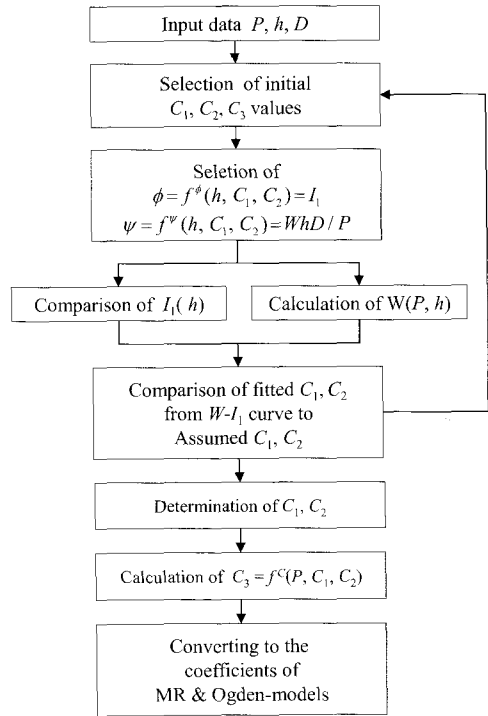 Input data P, h, D
Selection of initial
C₁, C₂, C₃ values
Seletion of
ϕ = f^ϕ (h, C₁, C₂) = I₁
ψ = f^ψ (h, C₁, C₂) = WhD / P
Comparison of I₁( h)
Calculation of W(P, h)
Comparison of fitted C₁, C₂
from W-I₁ curve to
Assumed C₁, C₂
Determination of C₁, C₂
Calculation of C₃ = f^C(P, C₁, C₂)
Converting to the
coefficients of
MR & Ogden-models